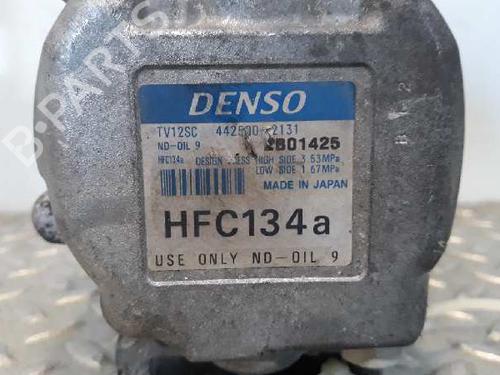 DENSO
TV12SC 442500-2131
ND-OIL 9 2B01425
HFC134a DESIGN PRESS HIGH SIDE 3.53MPa
LOW SIDE 1.67MPa
MADE IN JAPAN
HFC134a
USE ONLY ND-OIL 9
B-PARTS